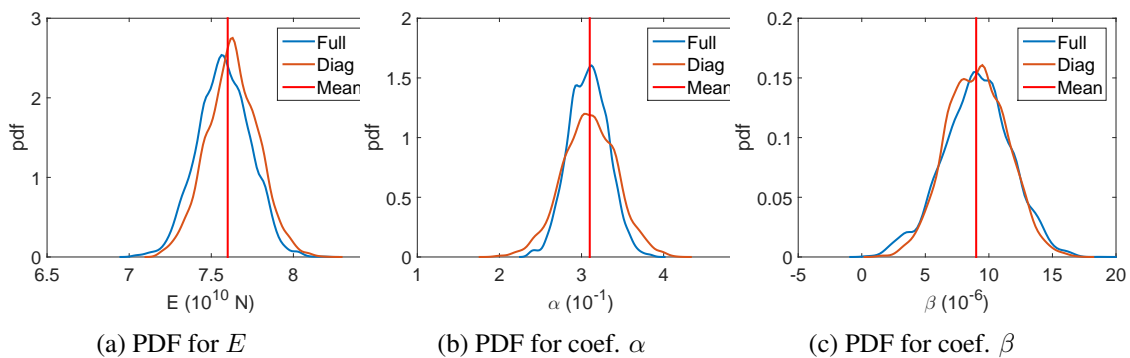 3
2
1
0
pdf
6.5 7 7.5 8
E (10^10 N)
Full
Diag
Mean
(a) PDF for E
2
1.5
1
0.5
0
pdf
1 2 3 4
α (10^-1)
Full
Diag
Mean
(b) PDF for coef. α
0.2
0.15
0.1
0.05
0
pdf
-5 0 5 10 15 20
β (10^-6)
Full
Diag
Mean
(c) PDF for coef. β